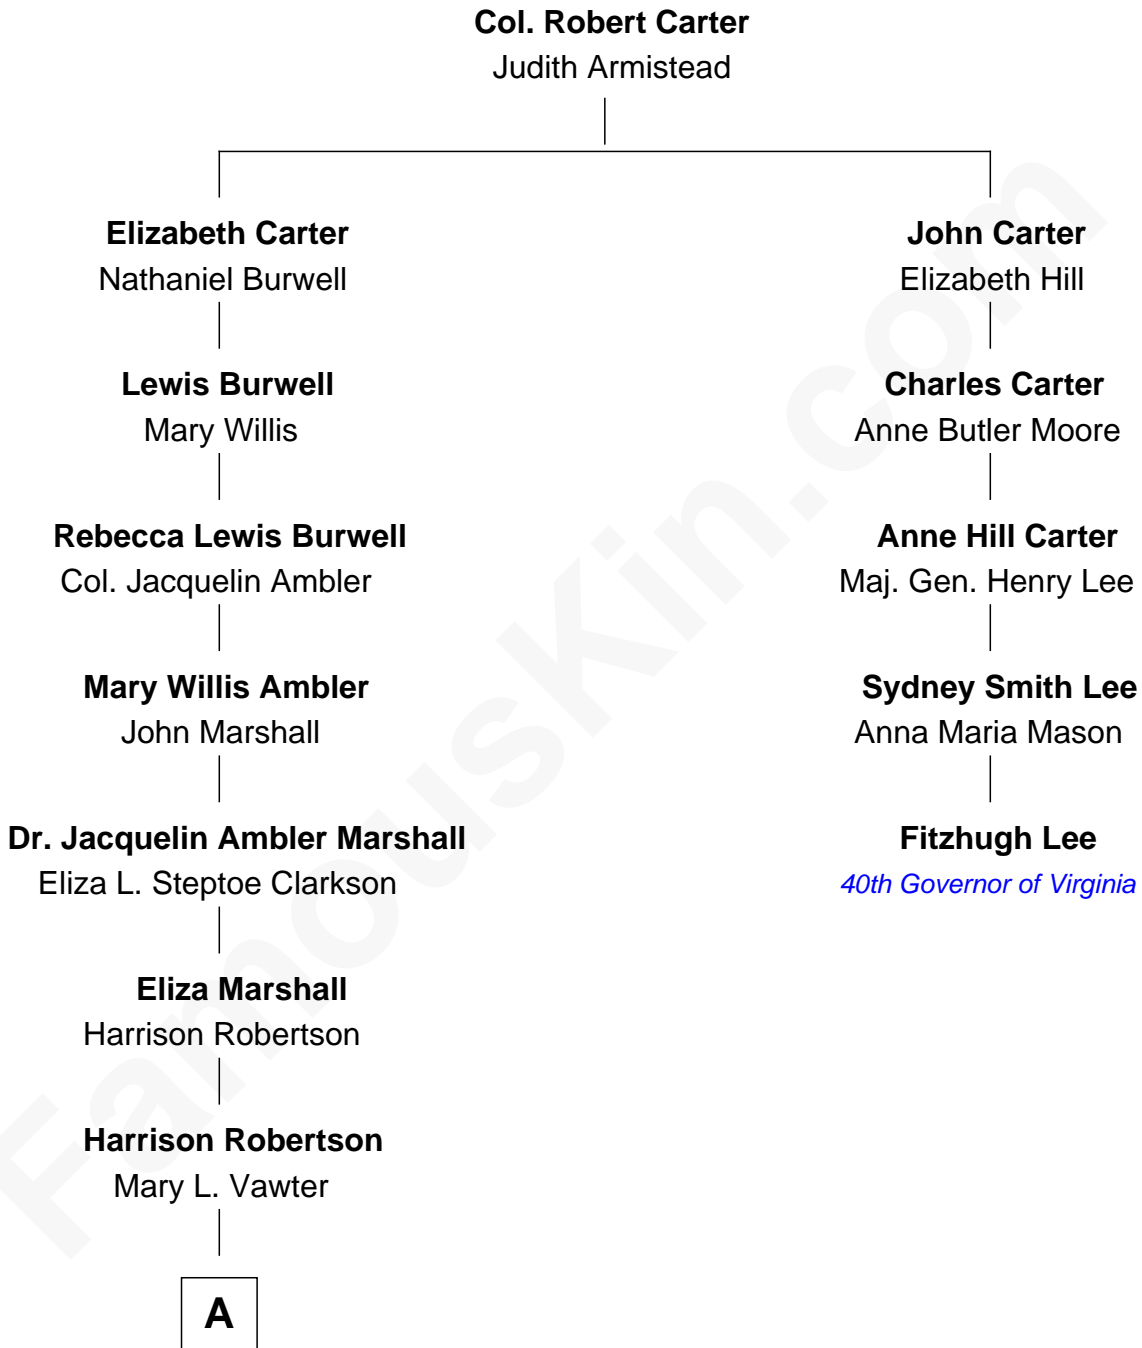 Col. Robert Carter
Judith Armistead
Elizabeth Carter
Nathaniel Burwell
John Carter
Elizabeth Hill
Lewis Burwell
Mary Willis
Charles Carter
Anne Butler Moore
Rebecca Lewis Burwell
Col. Jacquelin Ambler
Anne Hill Carter
Maj. Gen. Henry Lee
Mary Willis Ambler
John Marshall
Sydney Smith Lee
Anna Maria Mason
Dr. Jacquelin Ambler Marshall
Eliza L. Steptoe Clarkson
Fitzhugh Lee
40th Governor of Virginia
Eliza Marshall
Harrison Robertson
Harrison Robertson
Mary L. Vawter
A
FamousKin.com